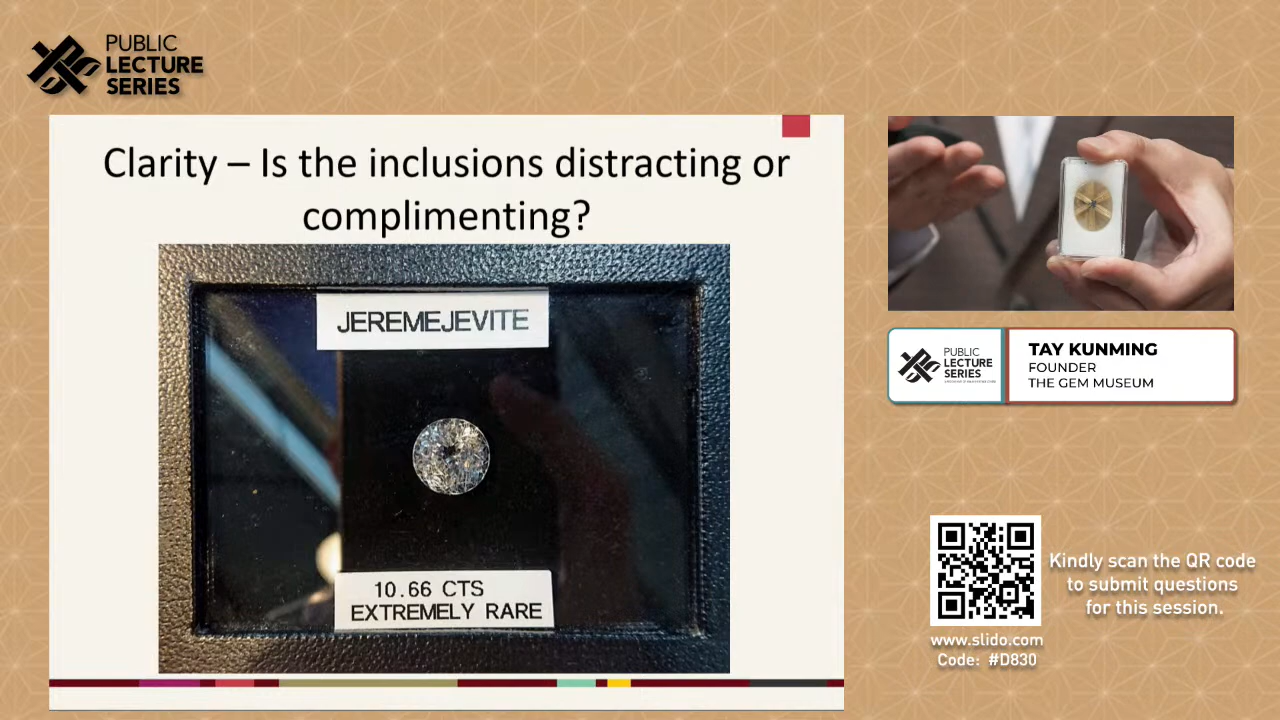 PUBLIC
LECTURE
SERIES
Clarity – Is the inclusions distracting or
complimenting?
JEREMEJEVITE
10.66 CTS
EXTREMELY RARE
PUBLIC
LECTURE
SERIES
TAY KUNMING
FOUNDER
THE GEM MUSEUM
Kindly scan the QR code
to submit questions
for this session.
www.slido.com
Code: #D830